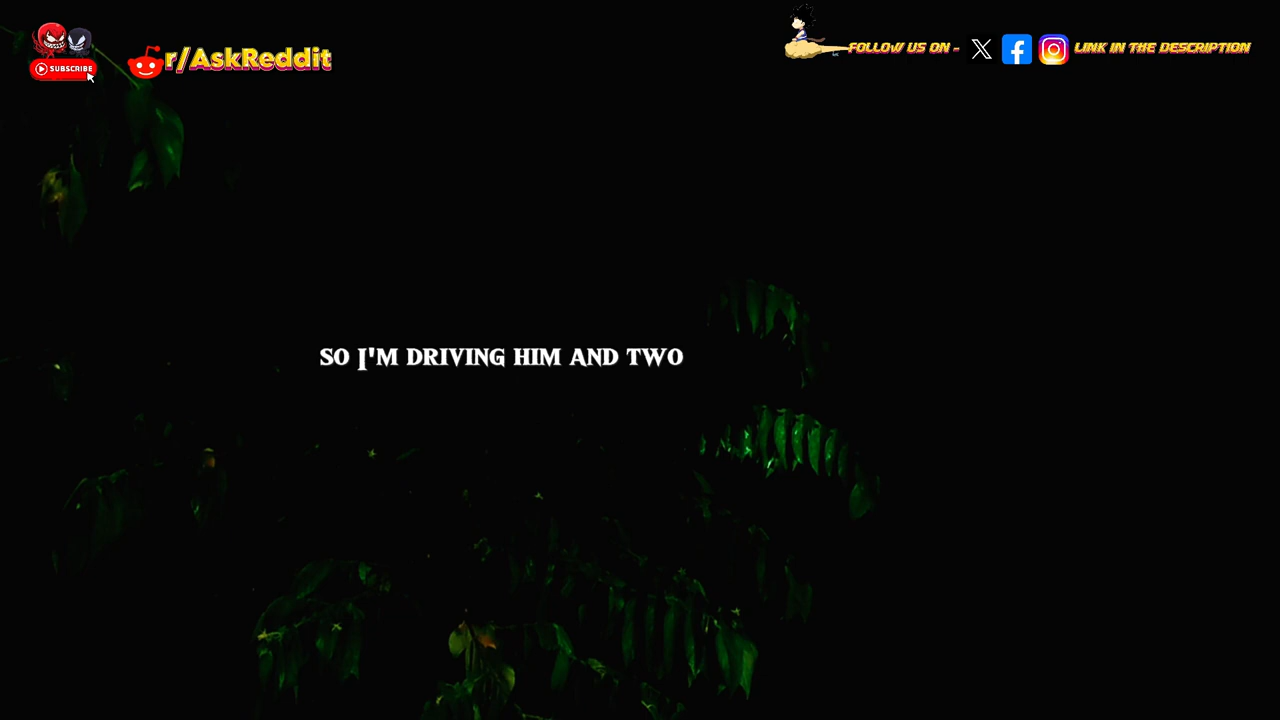 SUBSCRIBE
r/AskReddit
FOLLOW US ON -
LINK IN THE DESCRIPTION
SO I'M DRIVING HIM AND TWO